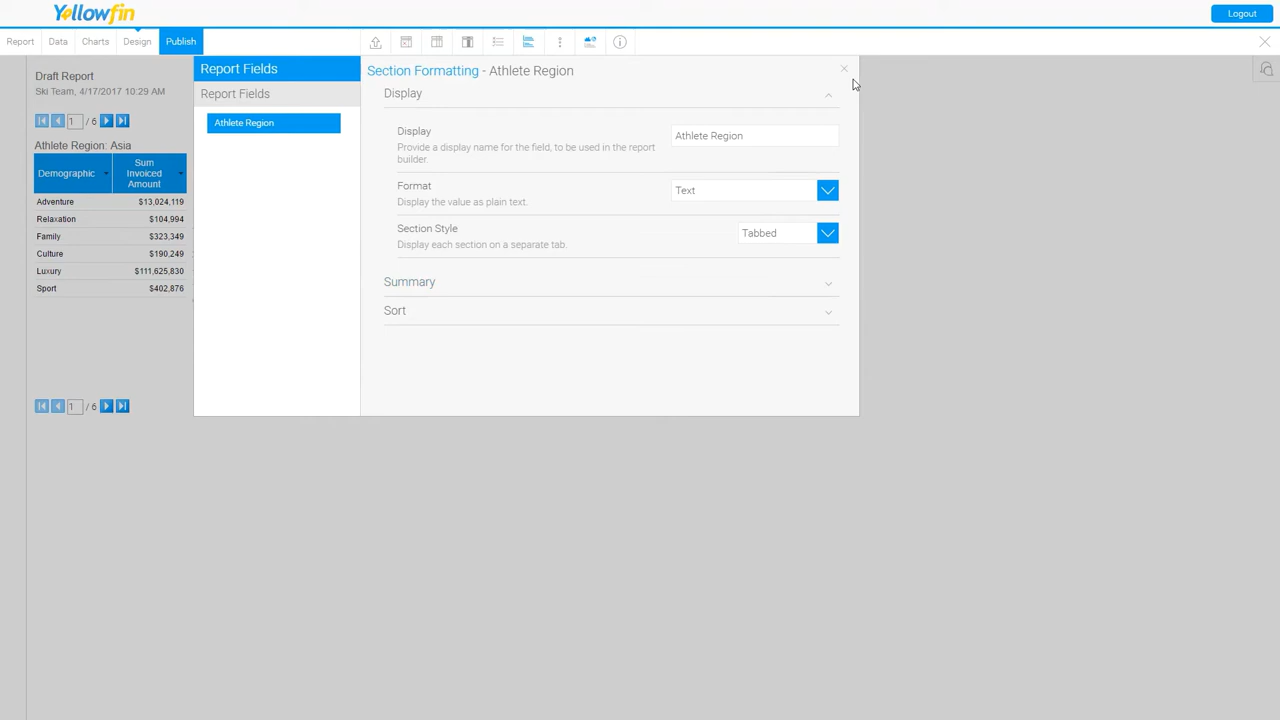 Yellowfin
Logout
Report Data Charts Design Publish
Draft Report
Ski Team, 4/17/2017 10:29 AM
1 / 6
Athlete Region: Asia
Demographic Sum Invoiced Amount
Adventure $13,024,119
Relaxation $104,994
Family $323,349
Culture $190,249
Luxury $111,625,830
Sport $402,876
1 / 6
Report Fields
Report Fields
Athlete Region
Section Formatting - Athlete Region
Display
Display Athlete Region
Provide a display name for the field, to be used in the report
builder.
Format Text
Display the value as plain text.
Section Style Tabbed
Display each section on a separate tab.
Summary
Sort